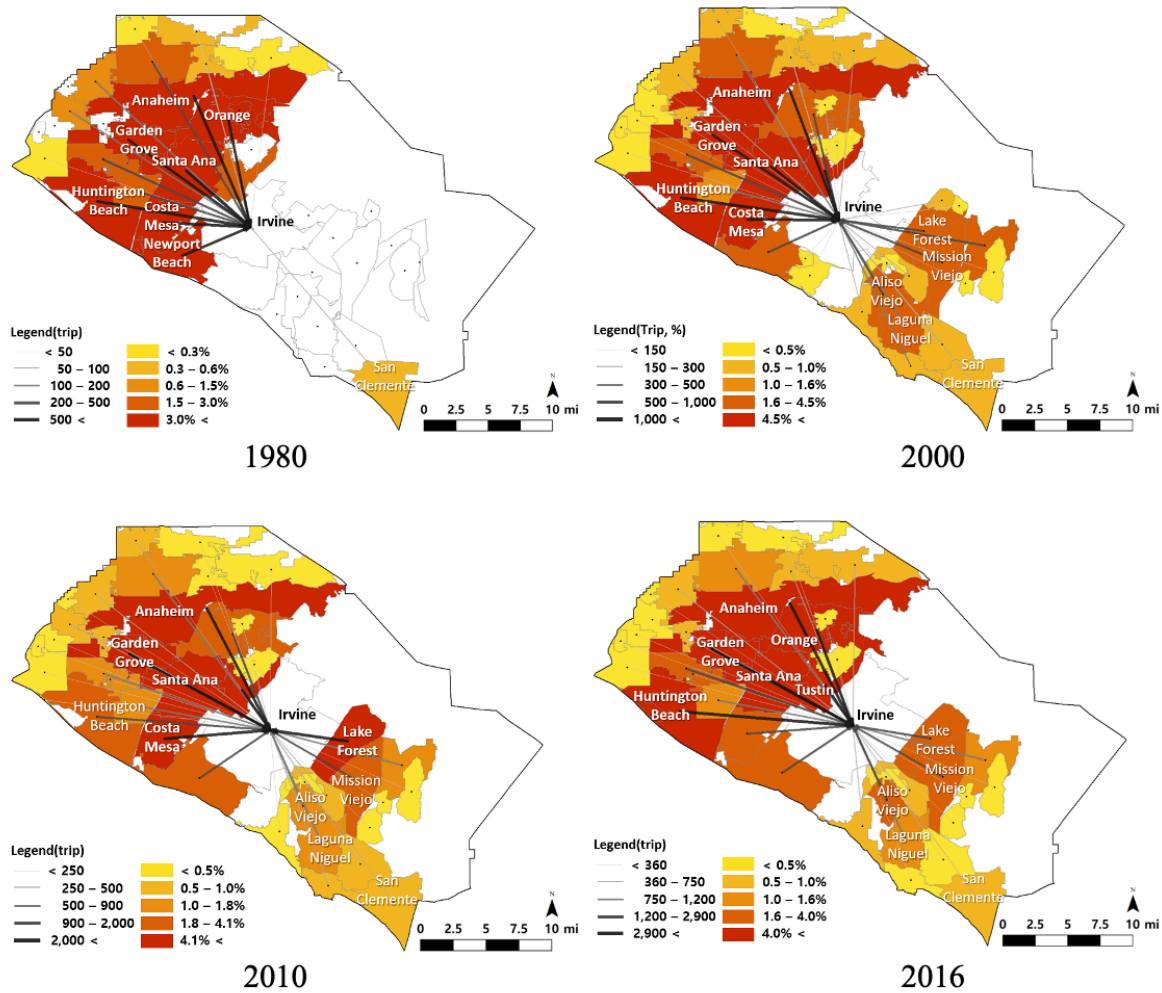 Anaheim
Orange
Garden
Grove
Santa Ana
Huntington
Beach
Costa
Mesa
Newport
Beach
Irvine
San
Clemente
Legend(trip)
< 50
50 – 100
100 – 200
200 – 500
500 <
< 0.3%
0.3 – 0.6%
0.6 – 1.5%
1.5 – 3.0%
3.0% <
N
0 2.5 5 7.5 10 mi
1980
Anaheim
Garden
Grove
Santa Ana
Huntington
Beach
Costa
Mesa
Irvine
Lake
Forest
Mission
Viejo
Aliso
Viejo
Laguna
Niguel
San
Clemente
Legend(Trip, %)
< 150
150 – 300
300 – 500
500 – 1,000
1,000 <
< 0.5%
0.5 – 1.0%
1.0 – 1.6%
1.6 – 4.5%
4.5% <
N
0 2.5 5 7.5 10 mi
2000
Anaheim
Garden
Grove
Santa Ana
Huntington
Beach
Costa
Mesa
Irvine
Lake
Forest
Mission
Viejo
Aliso
Viejo
Laguna
Niguel
San
Clemente
Legend(trip)
< 250
250 – 500
500 – 900
900 – 2,000
2,000 <
< 0.5%
0.5 – 1.0%
1.0 – 1.8%
1.8 – 4.1%
4.1% <
N
0 2.5 5 7.5 10 mi
2010
Anaheim
Orange
Garden
Grove
Santa Ana
Tustin
Huntington
Beach
Irvine
Lake
Forest
Mission
Viejo
Aliso
Viejo
Laguna
Niguel
San
Clemente
Legend(trip)
< 360
360 – 750
750 – 1,200
1,200 – 2,900
2,900 <
< 0.5%
0.5 – 1.0%
1.0 – 1.6%
1.6 – 4.0%
4.0% <
N
0 2.5 5 7.5 10 mi
2016